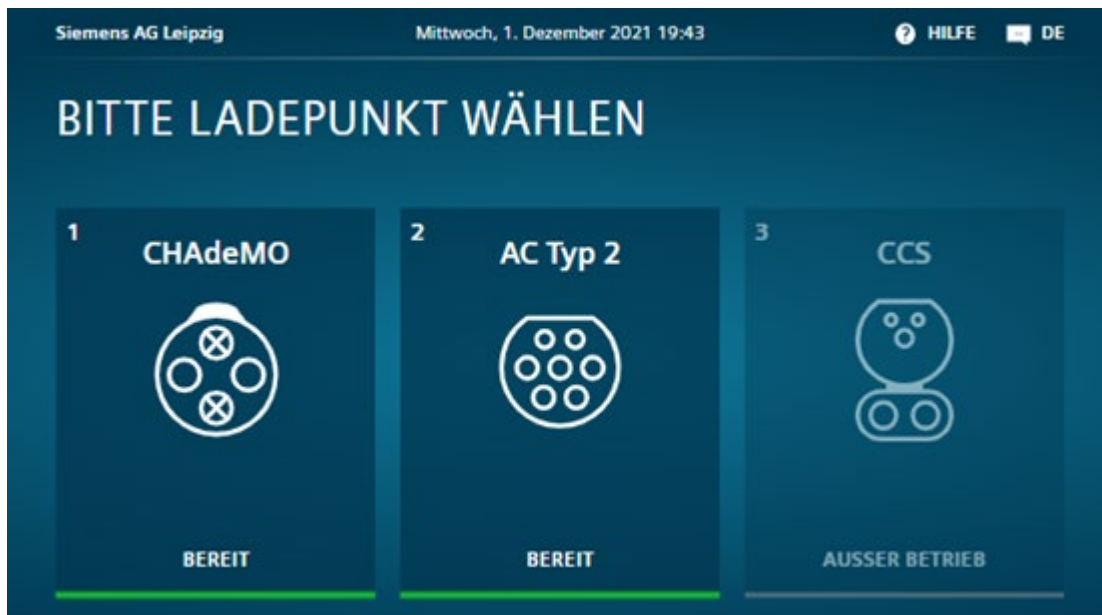 Siemens AG Leipzig Mittwoch, 1. Dezember 2021 19:43 HILFE DE
BITTE LADEPUNKT WÄHLEN
1 2 3
CHAdeMO AC Typ 2 CCS
BEREIT BEREIT AUSSER BETRIEB